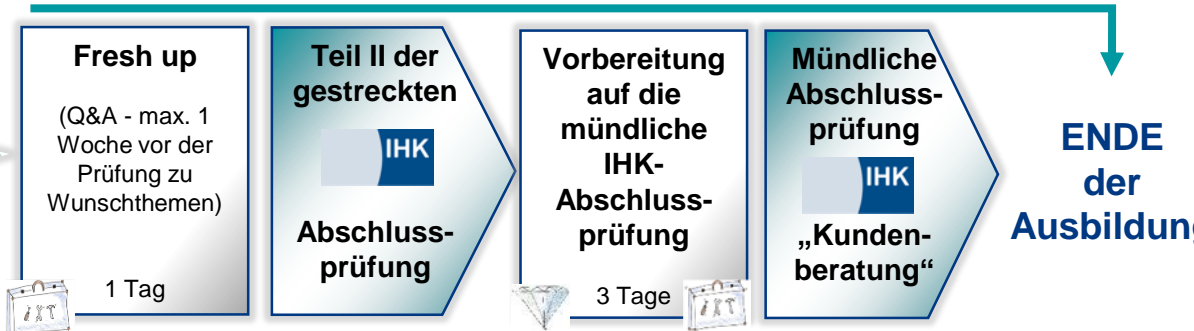 Fresh up
(Q&A - max. 1
Woche vor der
Prüfung zu
Wunschthemen)
1 Tag
Teil II der
gestreckten
IHK
Abschluss-
prüfung
Vorbereitung
auf die
mündliche
IHK-
Abschluss-
prüfung
3 Tage
Mündliche
Abschluss-
prüfung
IHK
„Kunden-
beratung“
ENDE
der
Ausbildung